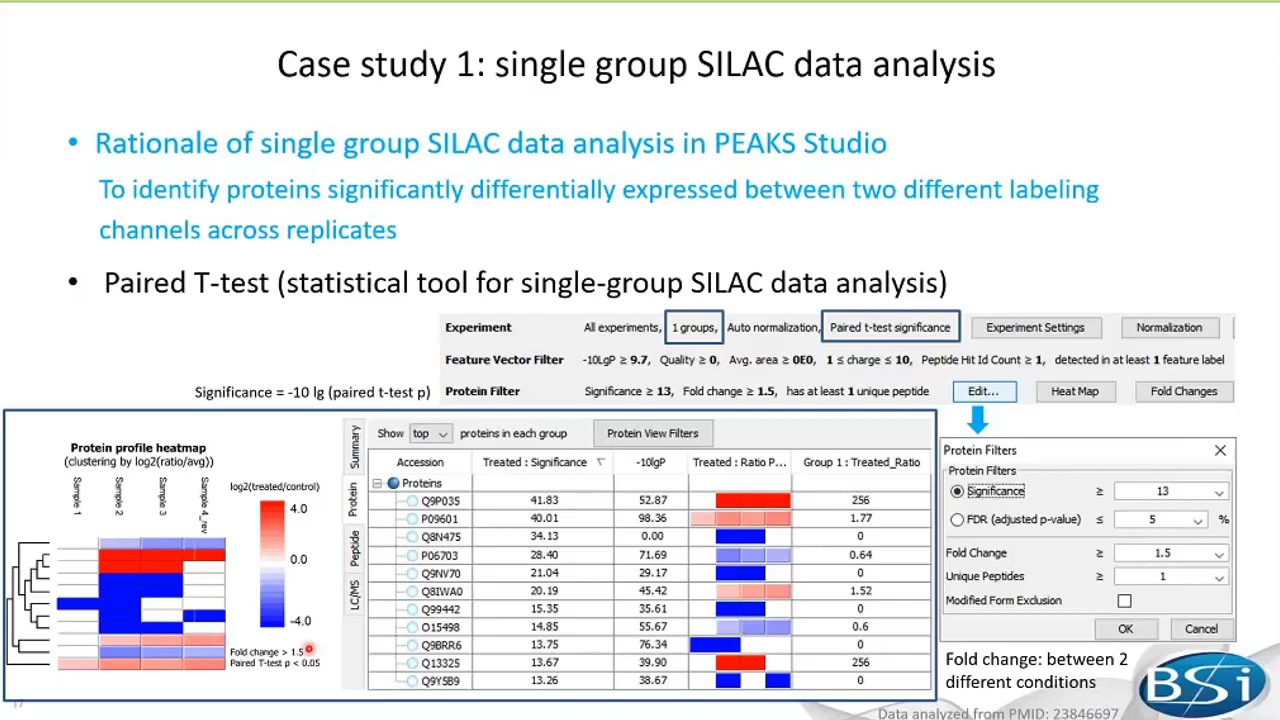 Case study 1: single group SILAC data analysis
• Rationale of single group SILAC data analysis in PEAKS Studio
To identify proteins significantly differentially expressed between two different labeling
channels across replicates
• Paired T-test (statistical tool for single-group SILAC data analysis)
Experiment All experiments, 1 groups, Auto normalization, Paired t-test significance Experiment Settings Normalization
Feature Vector Filter -10LgP ≥ 9.7, Quality ≥ 0, Avg. area ≥ 0E0, 1 ≤ charge ≤ 10, Peptide Hit Id Count ≥ 1, detected in at least 1 feature label
Significance = -10 lg (paired t-test p) Protein Filter Significance ≥ 13, Fold change ≥ 1.5, has at least 1 unique peptide Edit... Heat Map Fold Changes
Protein profile heatmap
(clustering by log2(ratio/avg))
Sample 1
Sample 2
Sample 3
Sample 4_rev
log2(treated/control)
4.0
0.0
-4.0
Fold change > 1.5
Paired T-test p < 0.05
Summary
Protein
Peptide
LC/MS
Show top proteins in each group Protein View Filters
Accession Treated : Significance -10lgP Treated : Ratio P... Group 1 : Treated_Ratio
Proteins
Q9P035 41.83 52.87 256
P09601 40.01 98.36 1.77
Q8N475 34.13 0.00 0
P06703 28.40 71.69 0.64
Q9NV70 21.04 29.17 0
Q8IWA0 20.19 45.42 1.52
Q99442 15.35 35.61 0
O15498 14.85 55.67 0.6
Q9BRR6 13.75 76.34 0
Q13325 13.67 39.90 256
Q9Y5B9 13.26 38.67 0
Protein Filters
Protein Filters
Significance ≥ 13
FDR (adjusted p-value) ≤ 5 %
Fold Change ≥ 1.5
Unique Peptides ≥ 1
Modified Form Exclusion
OK Cancel
Fold change: between 2
different conditions
BSi
17
Data analyzed from PMID: 23846697